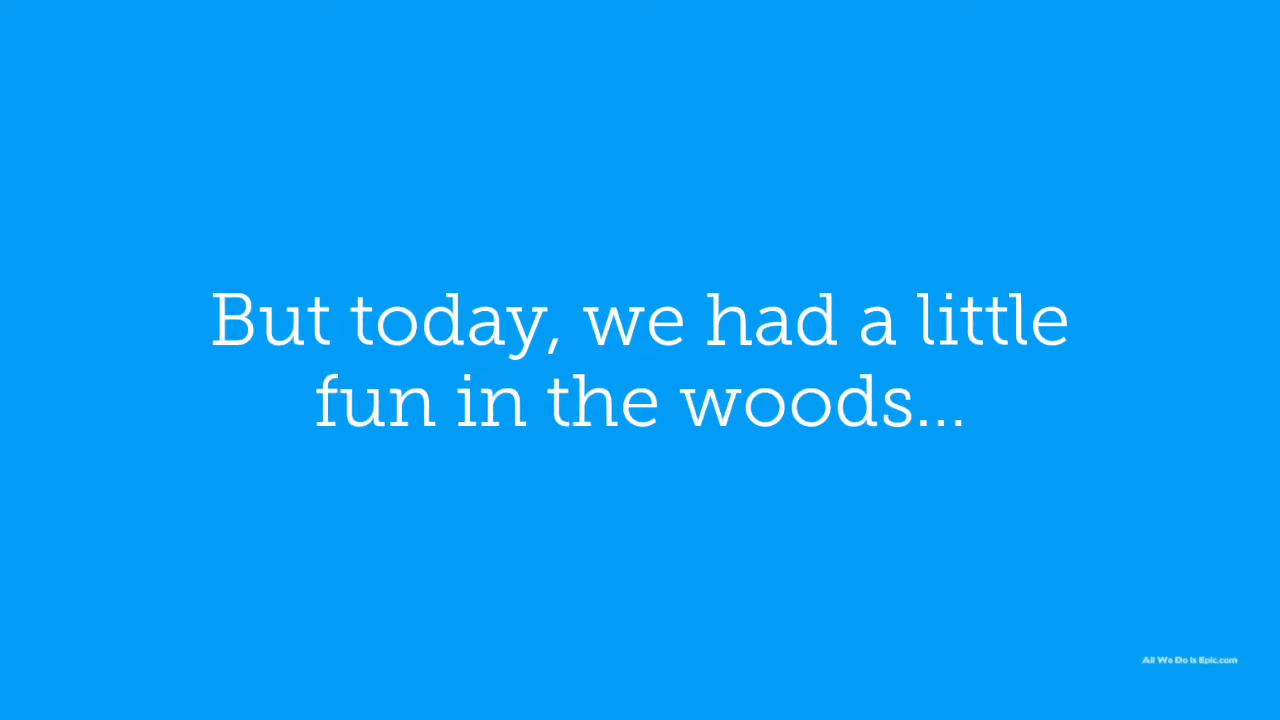 But today, we had a little
fun in the woods...
All We Do Is Epic.com